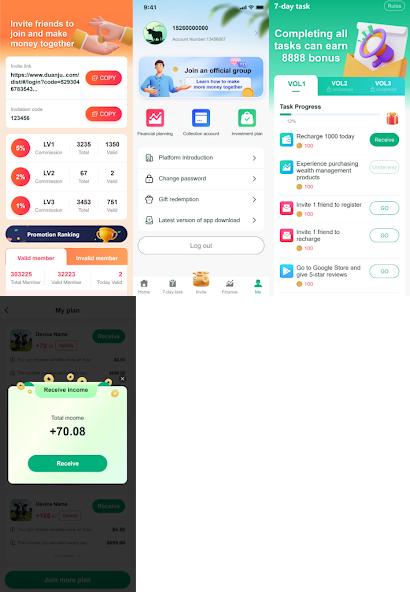 Invite friends to
join and make
money together
Invite link
https://www.duanju.com/
dist/#login?code=529304
6783543...
COPY
Invitation code
123456
COPY
5%
LV1
Commission
3235
Total
1350
Valid
2%
LV2
Commission
67
Total
2
Valid
1%
LV3
Commission
3453
Total
751
Valid
Promotion Ranking
Valid member
Invalid member
303225
Total Member
32223
Member
2
Today Valid
9:41
15260000000
Account Number:13456807
Join an official group
Learn how to make
more money together
Financial planning
Collection account
Investment plan
Platform Introduction
Change password
Gift redemption
Latest version of app download
Log out
Home
7-day task
Invite
Finance
Me
7-day task
Rules
Completing all
tasks can earn
8888 bonus
VOL1
VOL2
VOL3
Task Progress
12%
Recharge 1000 today
100
Receive
Experience purchasing
wealth management
products
100
Underway
Invite 1 friend to register
100
GO
Invite 1 friend to
recharge
100
GO
Go to Google Store and
give 5-star reviews
100
GO
My plan
Device Name
Receive
Receive income
Total income
+70.08
Receive
Device Name
Receive
Join more plan